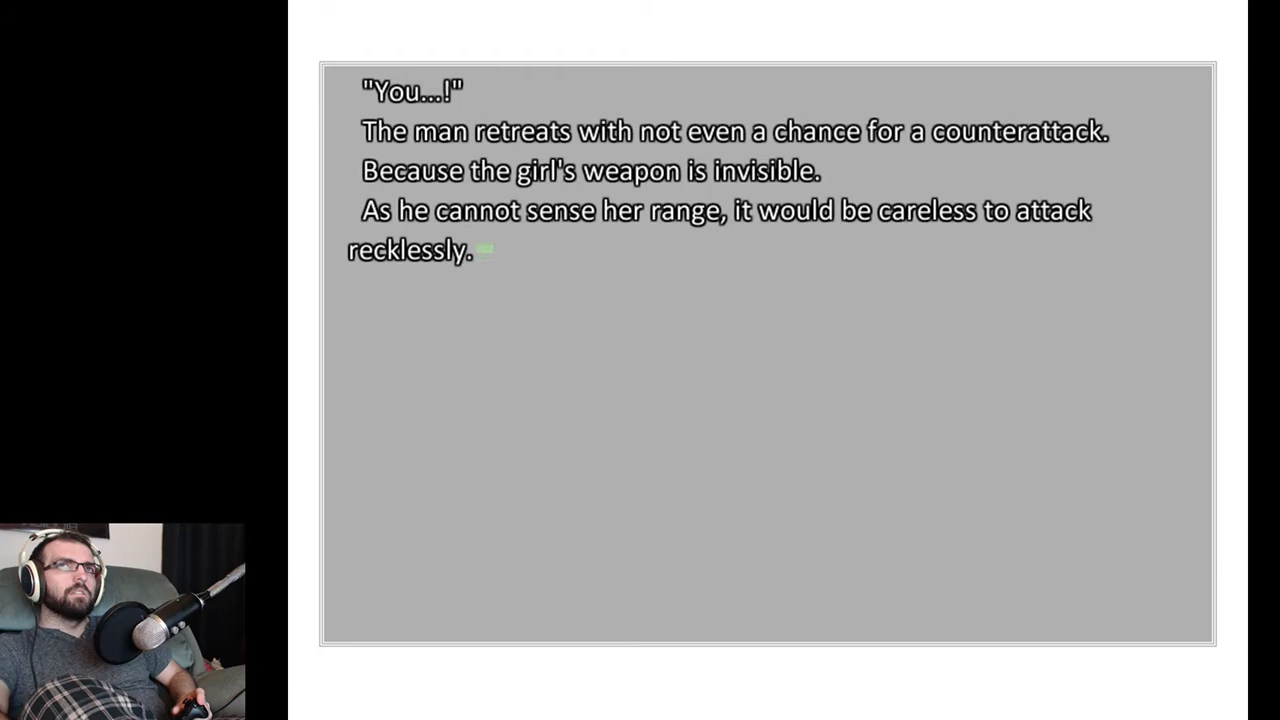 "You...!"
The man retreats with not even a chance for a counterattack.
Because the girl's weapon is invisible.
As he cannot sense her range, it would be careless to attack
recklessly.